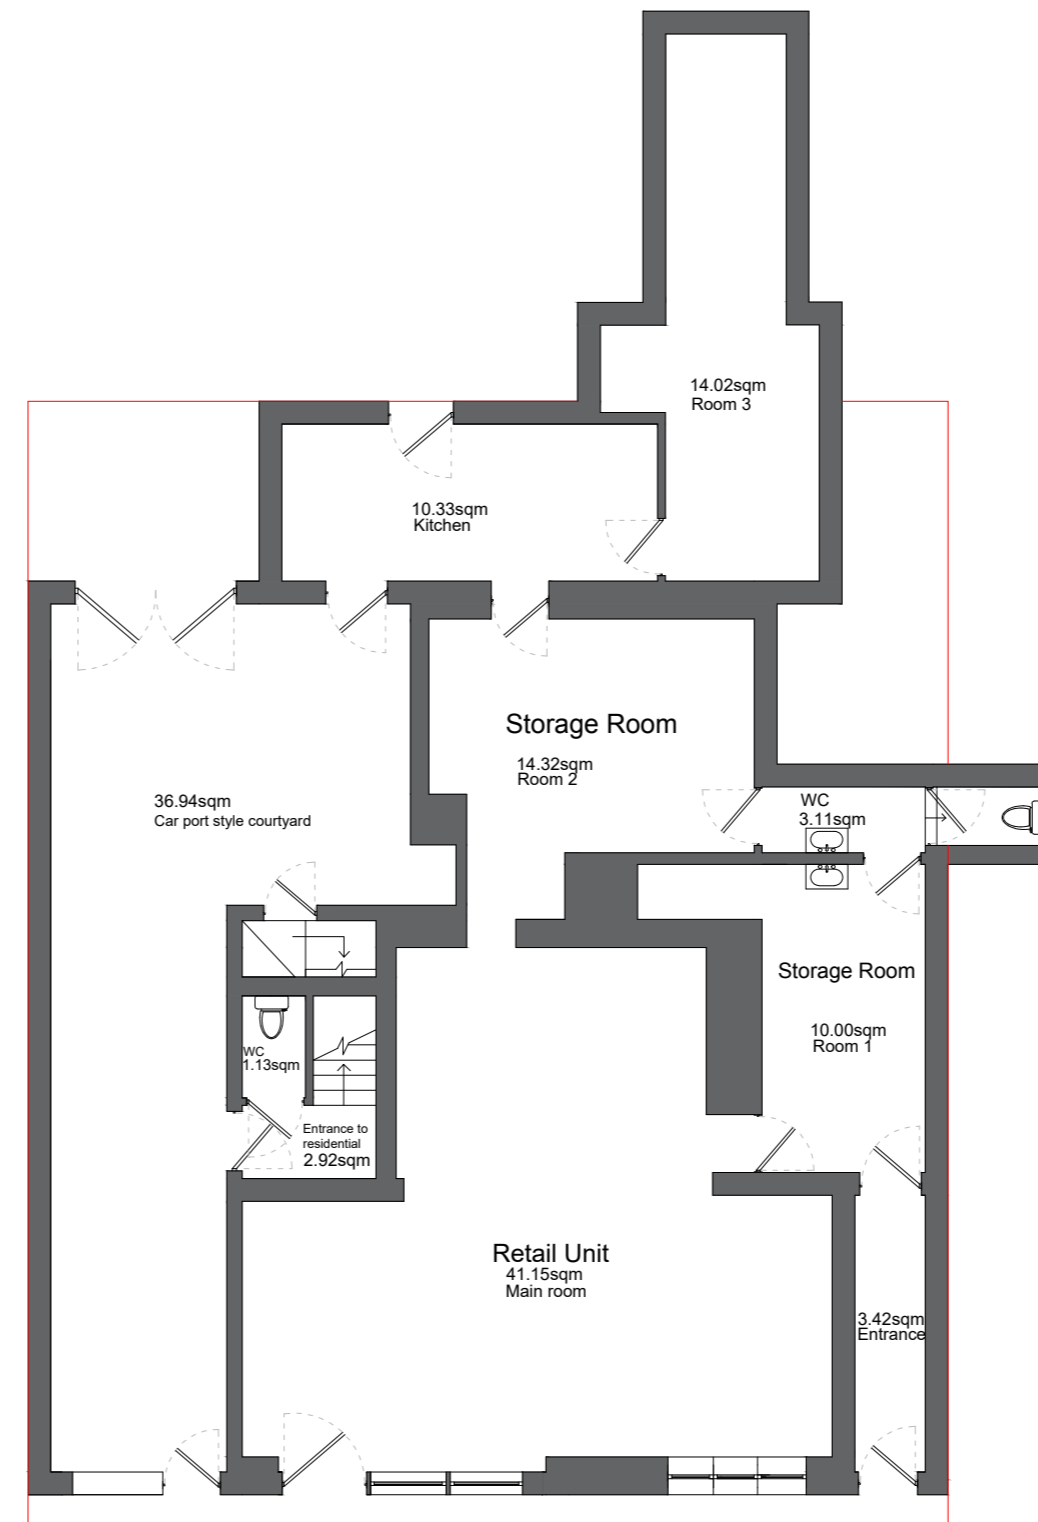 14.02sqm
Room 3
10.33sqm
Kitchen
Storage Room
14.32sqm
Room 2
36.94sqm
Car port style courtyard
WC
3.11sqm
Storage Room
10.00sqm
Room 1
WC
1.13sqm
Entrance to
residential
2.92sqm
Retail Unit
41.15sqm
Main room
3.42sqm
Entrance